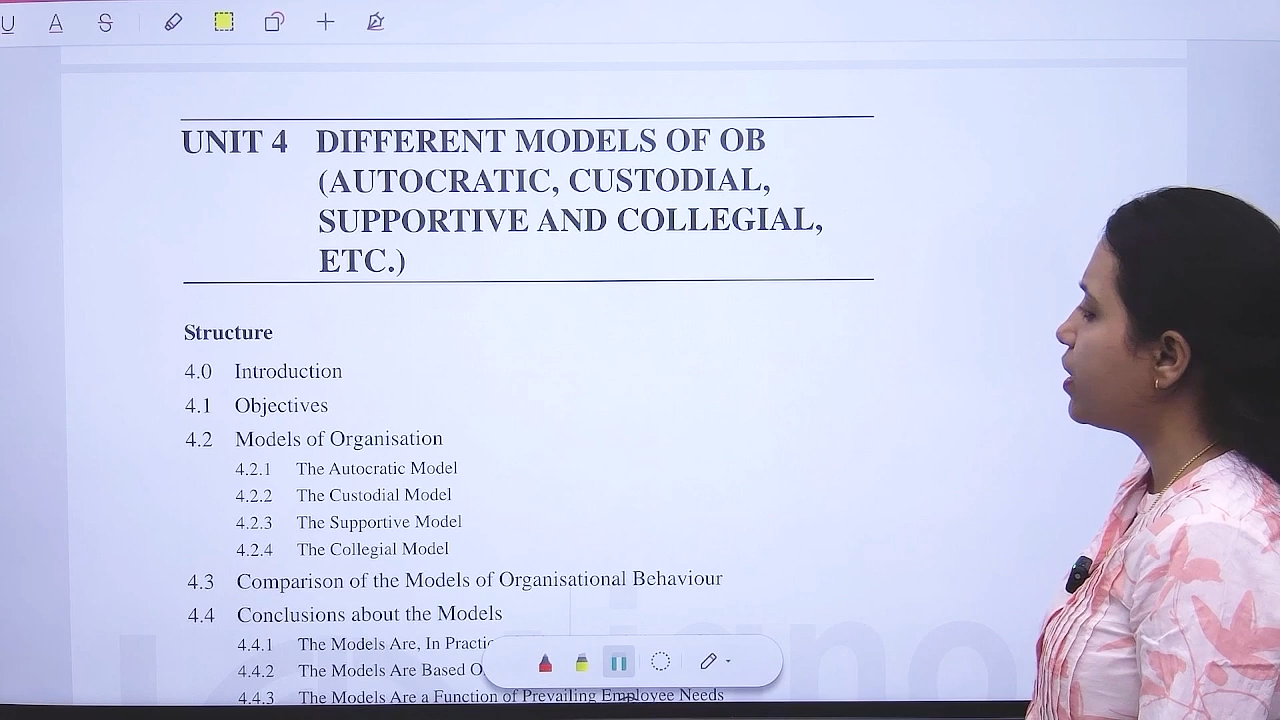 U A S
UNIT 4 DIFFERENT MODELS OF OB
(AUTOCRATIC, CUSTODIAL,
SUPPORTIVE AND COLLEGIAL,
ETC.)
Structure
4.0 Introduction
4.1 Objectives
4.2 Models of Organisation
4.2.1 The Autocratic Model
4.2.2 The Custodial Model
4.2.3 The Supportive Model
4.2.4 The Collegial Model
4.3 Comparison of the Models of Organisational Behaviour
4.4 Conclusions about the Models
4.4.1 The Models Are, In
4.4.2 The Models Are Based
4.4.3 The Models Are a Function of Prevailing Employee Needs